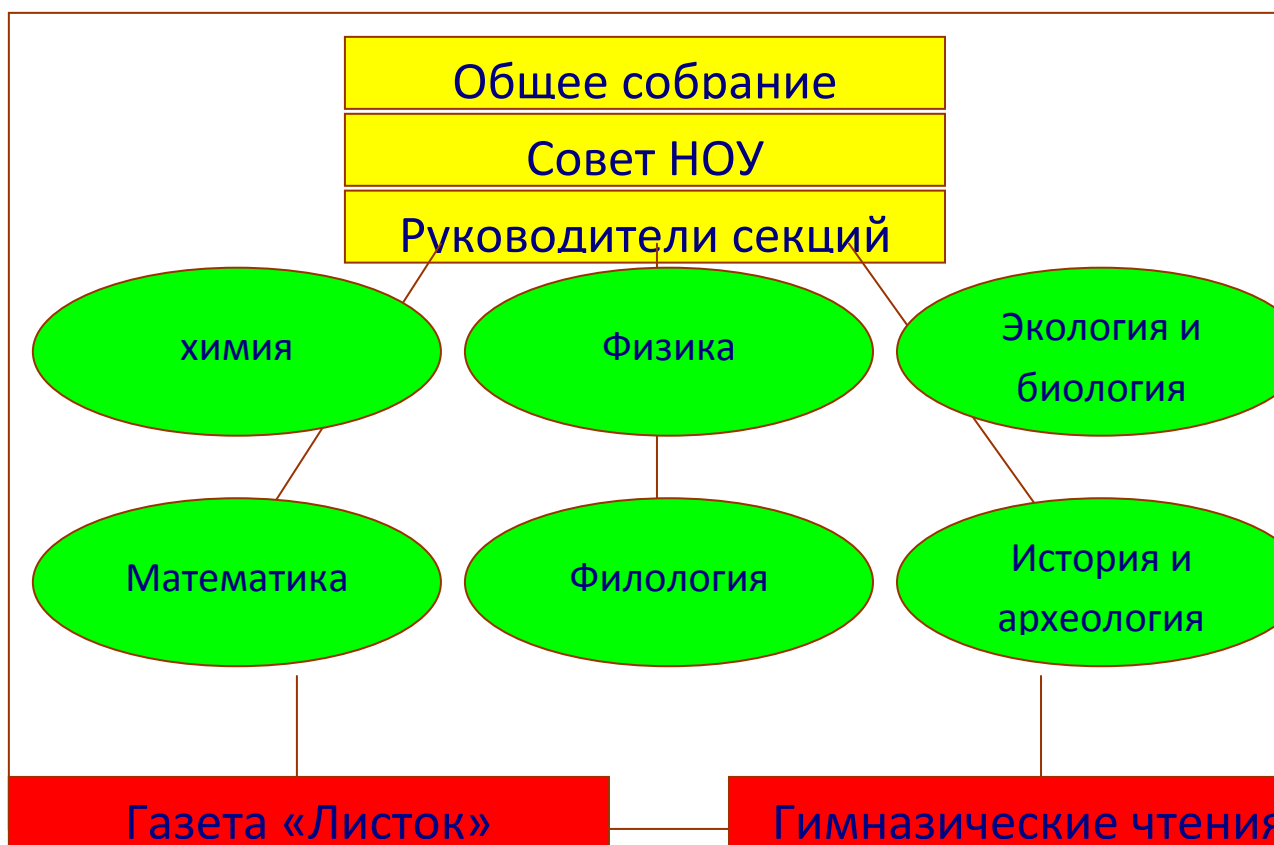 Общее собрание
Совет НОУ
Руководители секций
химия
Физика
Экология и
биология
Математика
Филология
История и
археология
Газета «Листок»
Гимназические чтения